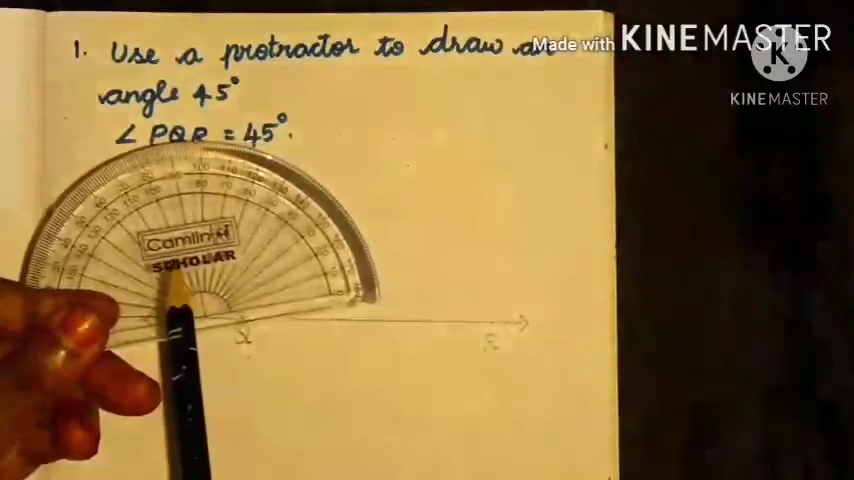 1. Use a protractor to draw an
angle 45°
∠ PQR = 45°.
Made with KINEMASTER
K
KINEMASTER
Camlin
SCHOLAR
Q
R